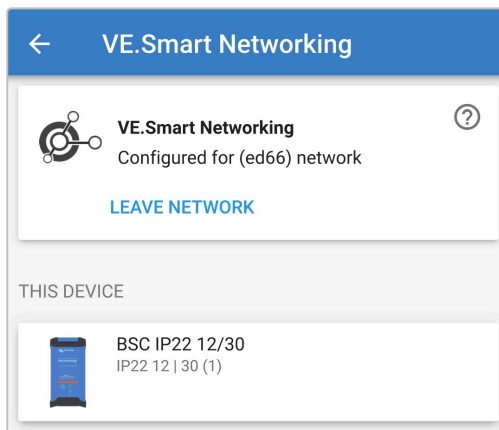 VE.Smart Networking
VE.Smart Networking
Configured for (ed66) network
LEAVE NETWORK
THIS DEVICE
BSC IP22 12/30
IP22 12 | 30 (1)